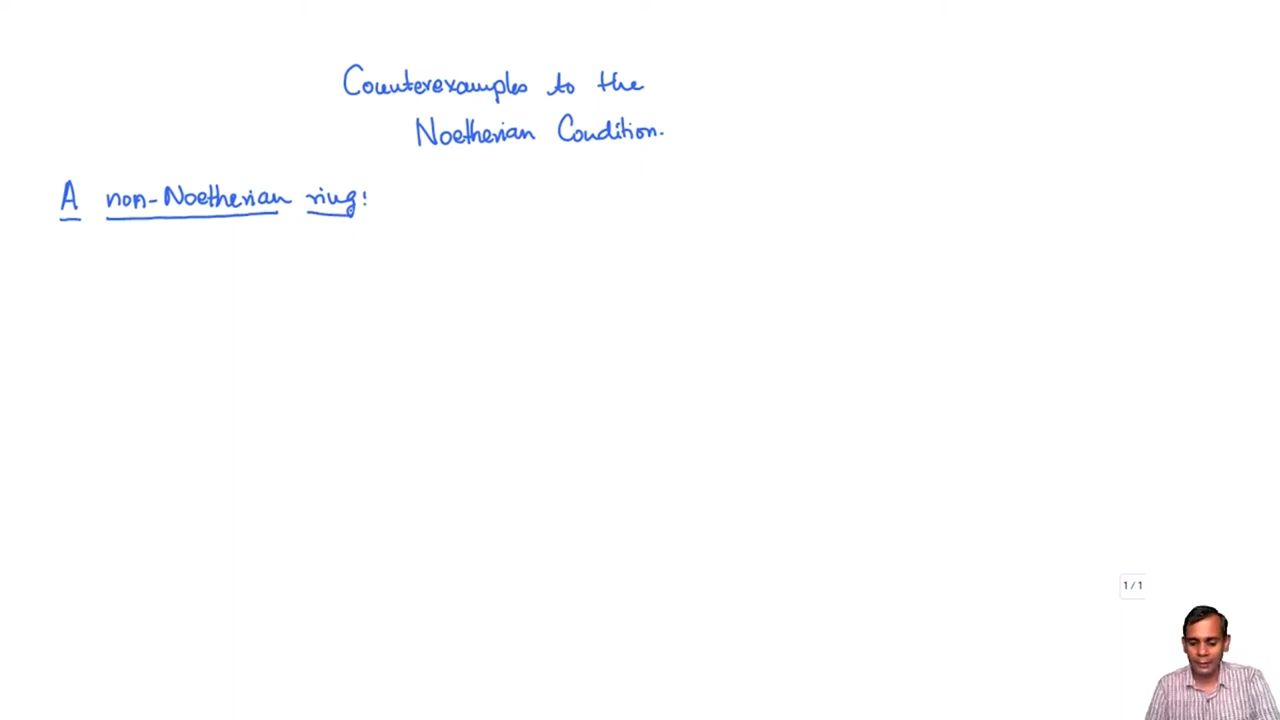 Counterexamples to the
Noetherian Condition.
A non-Noetherian ring:
1 / 1